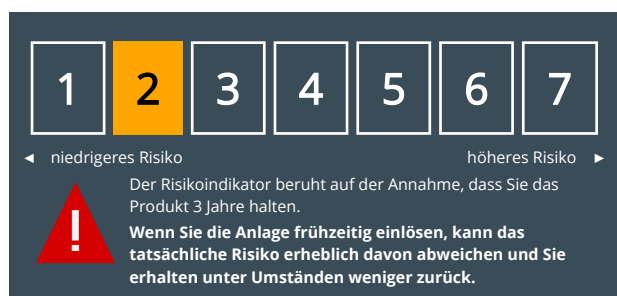 1 2 3 4 5 6 7
◄ niedrigeres Risiko höheres Risiko ►
!
Der Risikoindikator beruht auf der Annahme, dass Sie das
Produkt 3 Jahre halten.
Wenn Sie die Anlage frühzeitig einlösen, kann das
tatsächliche Risiko erheblich davon abweichen und Sie
erhalten unter Umständen weniger zurück.